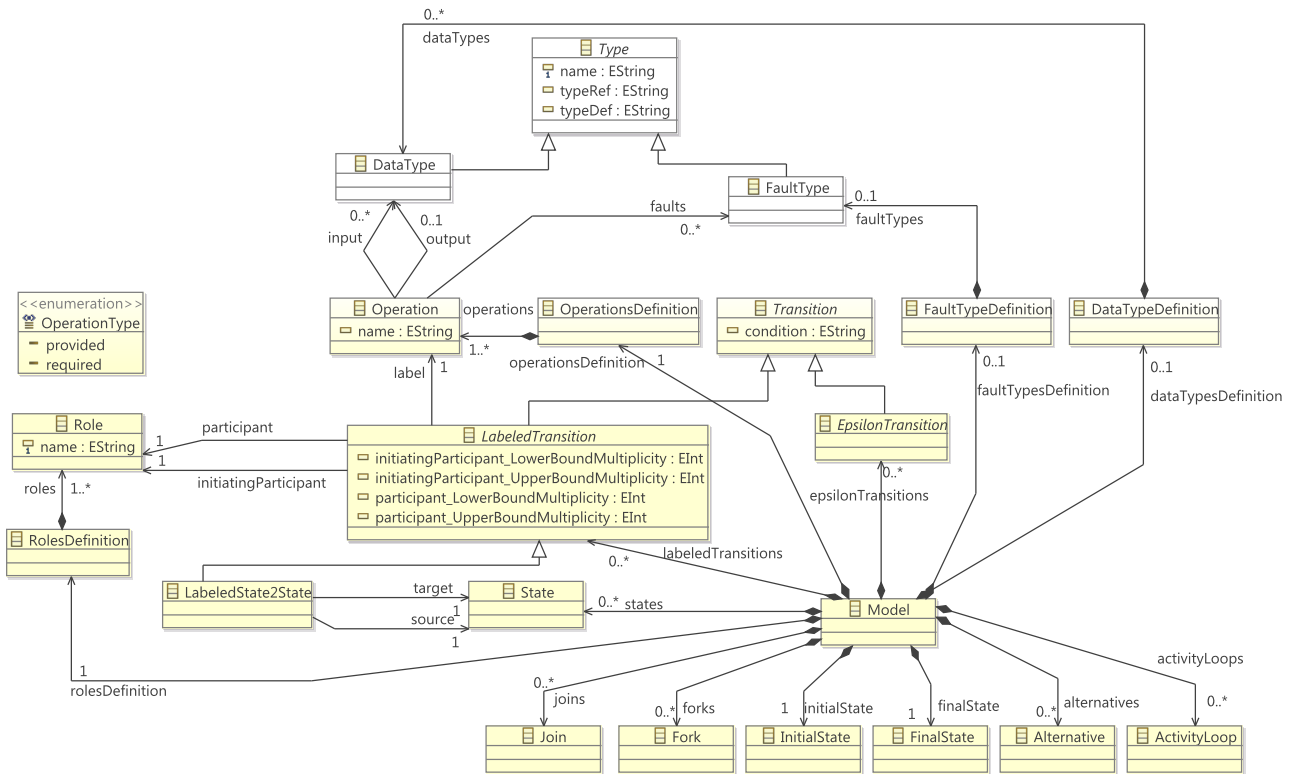 0..*
dataTypes
Type
name : EString
typeRef : EString
typeDef : EString
DataType
FaultType
0..*
0..1
input
output
faults
0..*
0..1
faultTypes
<<enumeration>>
OperationType
provided
required
Operation
name : EString
operations
1..*
OperationsDefinition
Transition
condition : EString
FaultTypeDefinition
DataTypeDefinition
operationsDefinition
1
label
1
0..1
faultTypesDefinition
0..1
dataTypesDefinition
Role
name : EString
participant
1
1
initiatingParticipant
LabeledTransition
initiatingParticipant_LowerBoundMultiplicity : EInt
initiatingParticipant_UpperBoundMultiplicity : EInt
participant_LowerBoundMultiplicity : EInt
participant_UpperBoundMultiplicity : EInt
EpsilonTransition
0..*
epsilonTransitions
roles
1..*
RolesDefinition
labeledTransitions
0..*
LabeledState2State
target
1
source
1
State
0..*
states
Model
1
rolesDefinition
0..*
joins
0..*
forks
1
initialState
1
finalState
0..*
alternatives
activityLoops
0..*
Join
Fork
InitialState
FinalState
Alternative
ActivityLoop